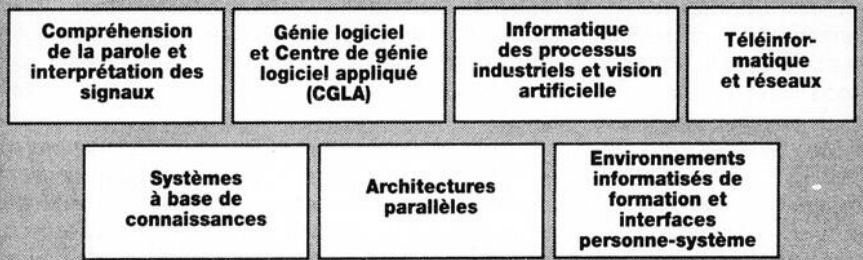 Compréhension
de la parole et
interprétation des
signaux
Génie logiciel
et Centre de génie
logiciel appliqué
(CGLA)
Informatique
des processus
industriels et vision
artificielle
Téléinfor-
matique
et réseaux
Systèmes
à base de
connaissances
Architectures
parallèles
Environnements
informatisés de
formation et
interfaces
personne-système